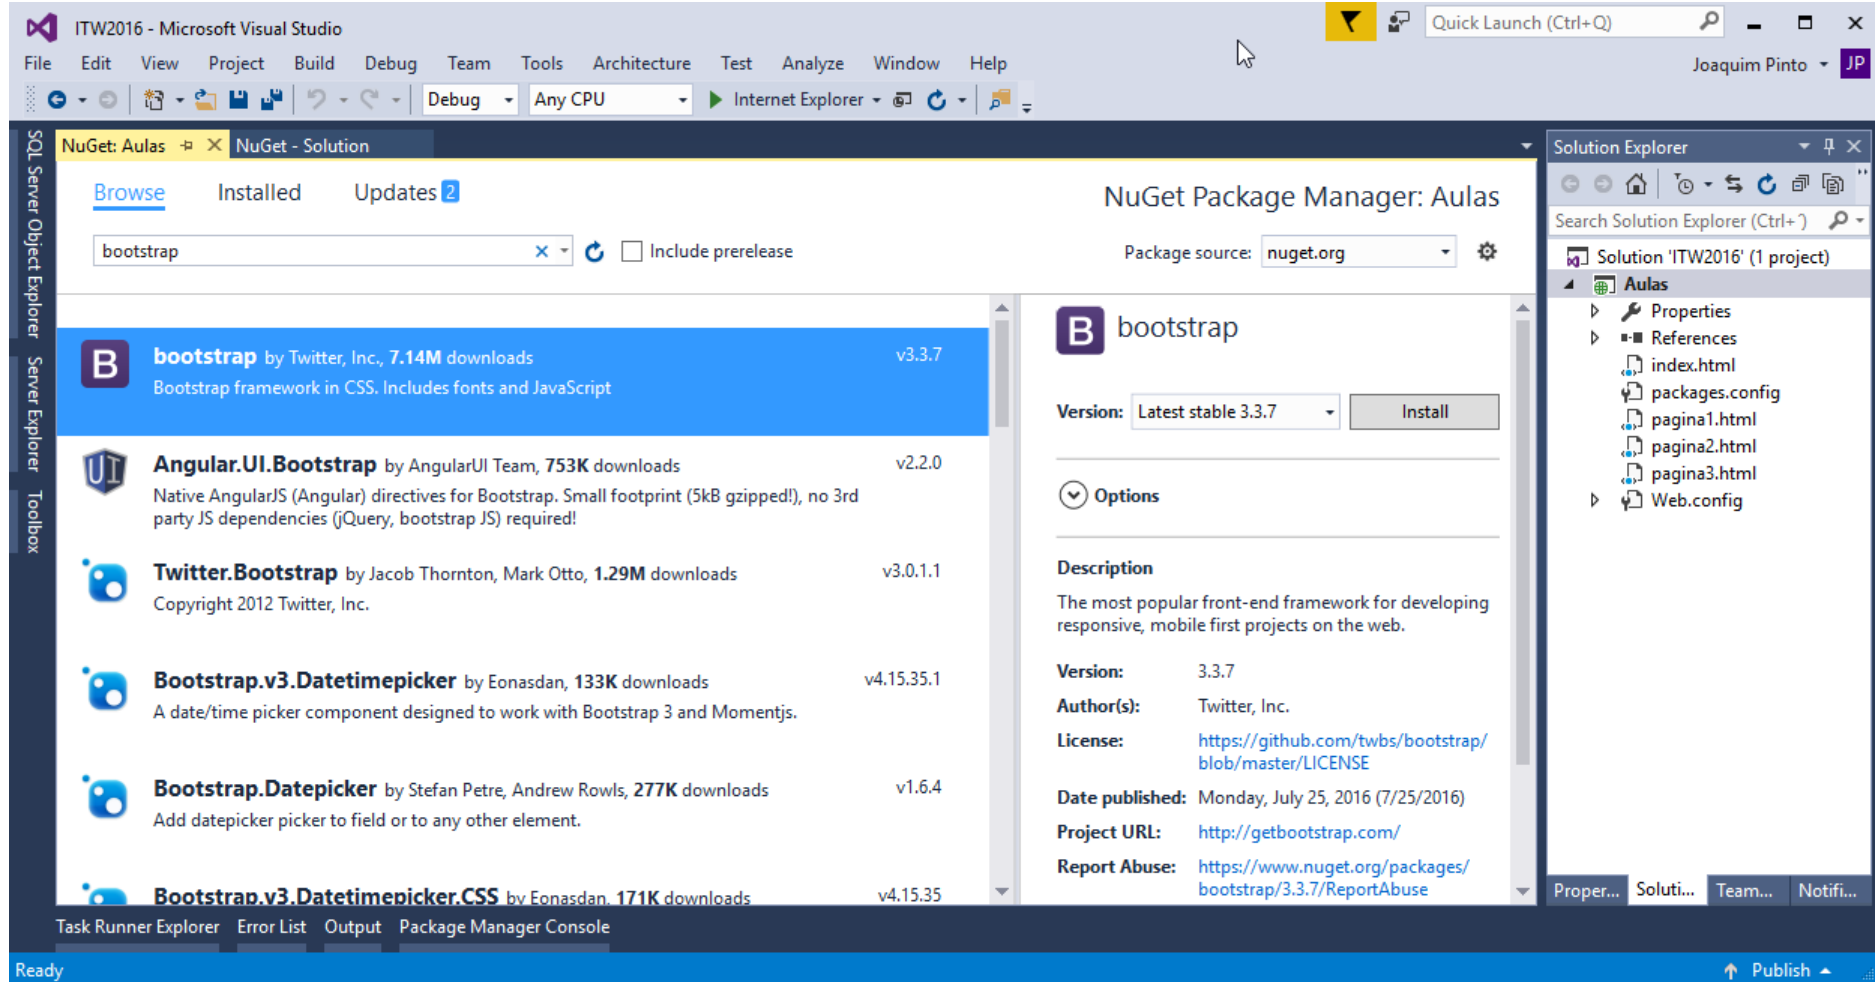 ITW2016 - Microsoft Visual Studio
Quick Launch (Ctrl+Q)
File Edit View Project Build Debug Team Tools Architecture Test Analyze Window Help
Joaquim Pinto JP
Debug Any CPU Internet Explorer
SQL Server Object Explorer
Server Explorer
Toolbox
NuGet: Aulas NuGet - Solution
Browse Installed Updates 2
NuGet Package Manager: Aulas
bootstrap
Include prerelease
Package source: nuget.org
B
bootstrap by Twitter, Inc., 7.14M downloads v3.3.7
Bootstrap framework in CSS. Includes fonts and JavaScript
UI
Angular.UI.Bootstrap by AngularUI Team, 753K downloads v2.2.0
Native AngularJS (Angular) directives for Bootstrap. Small footprint (5kB gzipped!), no 3rd
party JS dependencies (jQuery, bootstrap JS) required!
Twitter.Bootstrap by Jacob Thornton, Mark Otto, 1.29M downloads v3.0.1.1
Copyright 2012 Twitter, Inc.
Bootstrap.v3.Datetimepicker by Eonasdan, 133K downloads v4.15.35.1
A date/time picker component designed to work with Bootstrap 3 and Momentjs.
Bootstrap.Datepicker by Stefan Petre, Andrew Rowls, 277K downloads v1.6.4
Add datepicker picker to field or to any other element.
Bootstrap.v3.Datetimepicker.CSS by Eonasdan, 171K downloads v4.15.35
B bootstrap
Version: Latest stable 3.3.7 Install
Options
Description
The most popular front-end framework for developing
responsive, mobile first projects on the web.
Version: 3.3.7
Author(s): Twitter, Inc.
License: https://github.com/twbs/bootstrap/
blob/master/LICENSE
Date published: Monday, July 25, 2016 (7/25/2016)
Project URL: http://getbootstrap.com/
Report Abuse: https://www.nuget.org/packages/
bootstrap/3.3.7/ReportAbuse
Solution Explorer
Search Solution Explorer (Ctrl+´)
Solution 'ITW2016' (1 project)
Aulas
Properties
References
index.html
packages.config
pagina1.html
pagina2.html
pagina3.html
Web.config
Proper... Soluti... Team... Notifi...
Task Runner Explorer Error List Output Package Manager Console
Ready
Publish